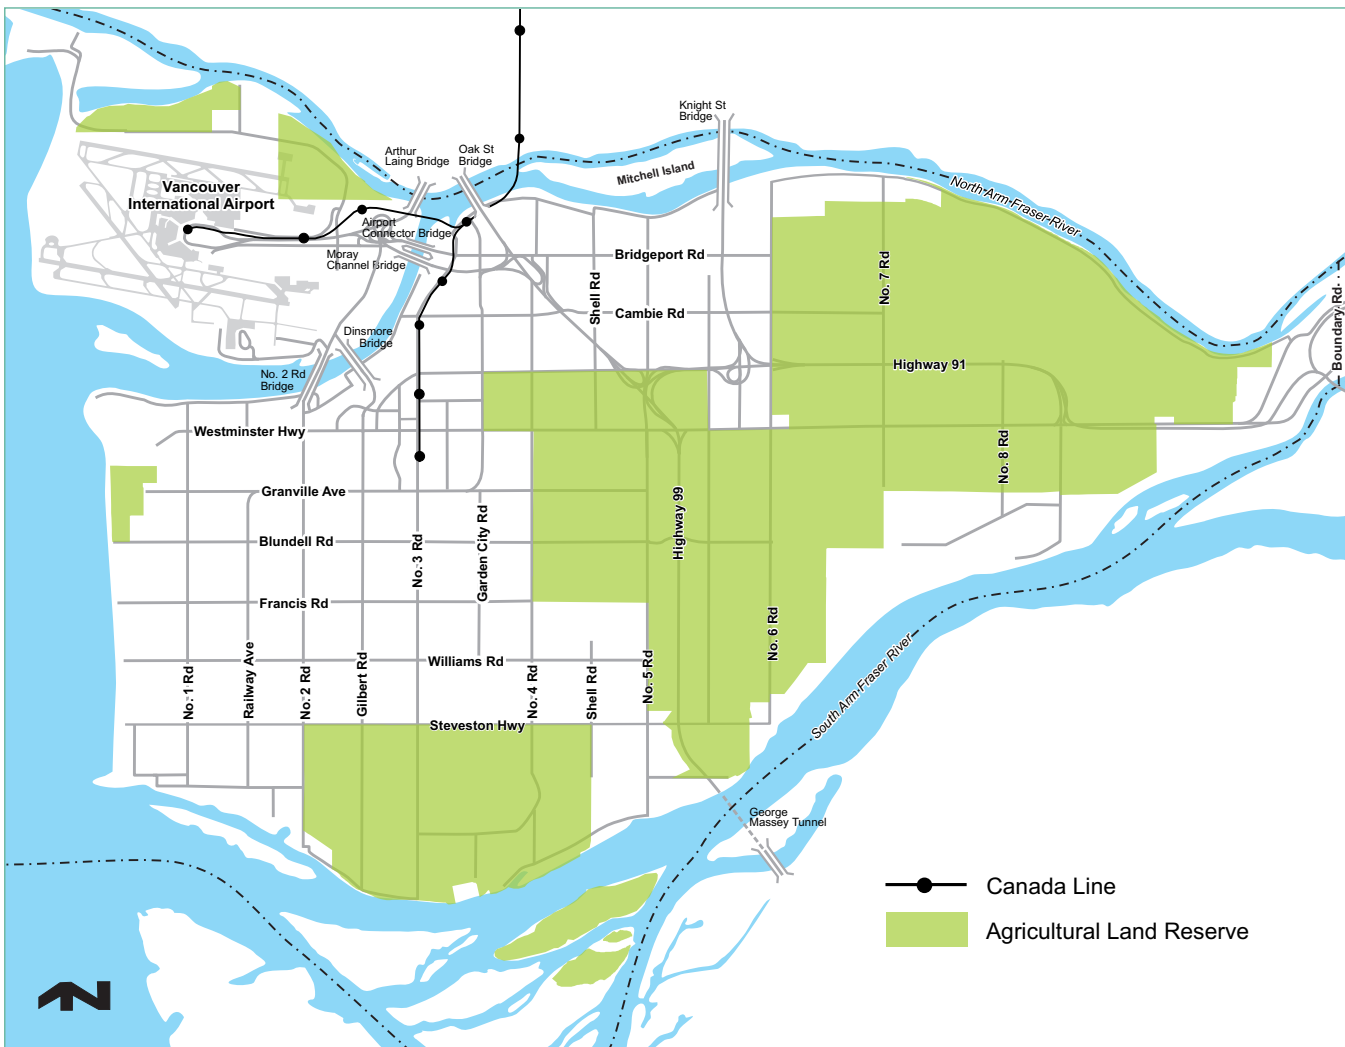 Knight St
Bridge
Arthur
Laing Bridge
Oak St
Bridge
Mitchell Island
North Arm Fraser River
Vancouver
International Airport
Airport
Connector Bridge
Moray
Channel Bridge
Bridgeport Rd
Shell Rd
No. 7 Rd
Cambie Rd
Boundary Rd
Dinsmore
Bridge
No. 2 Rd
Bridge
Highway 91
Westminster Hwy
No. 8 Rd
Granville Ave
Highway 99
Garden City Rd
Blundell Rd
No. 3 Rd
Francis Rd
No. 6 Rd
Williams Rd
No. 1 Rd
Railway Ave
No. 2 Rd
Gilbert Rd
No. 4 Rd
Shell Rd
No. 5 Rd
South Arm Fraser River
Steveston Hwy
George
Massey Tunnel
Canada Line
Agricultural Land Reserve
N